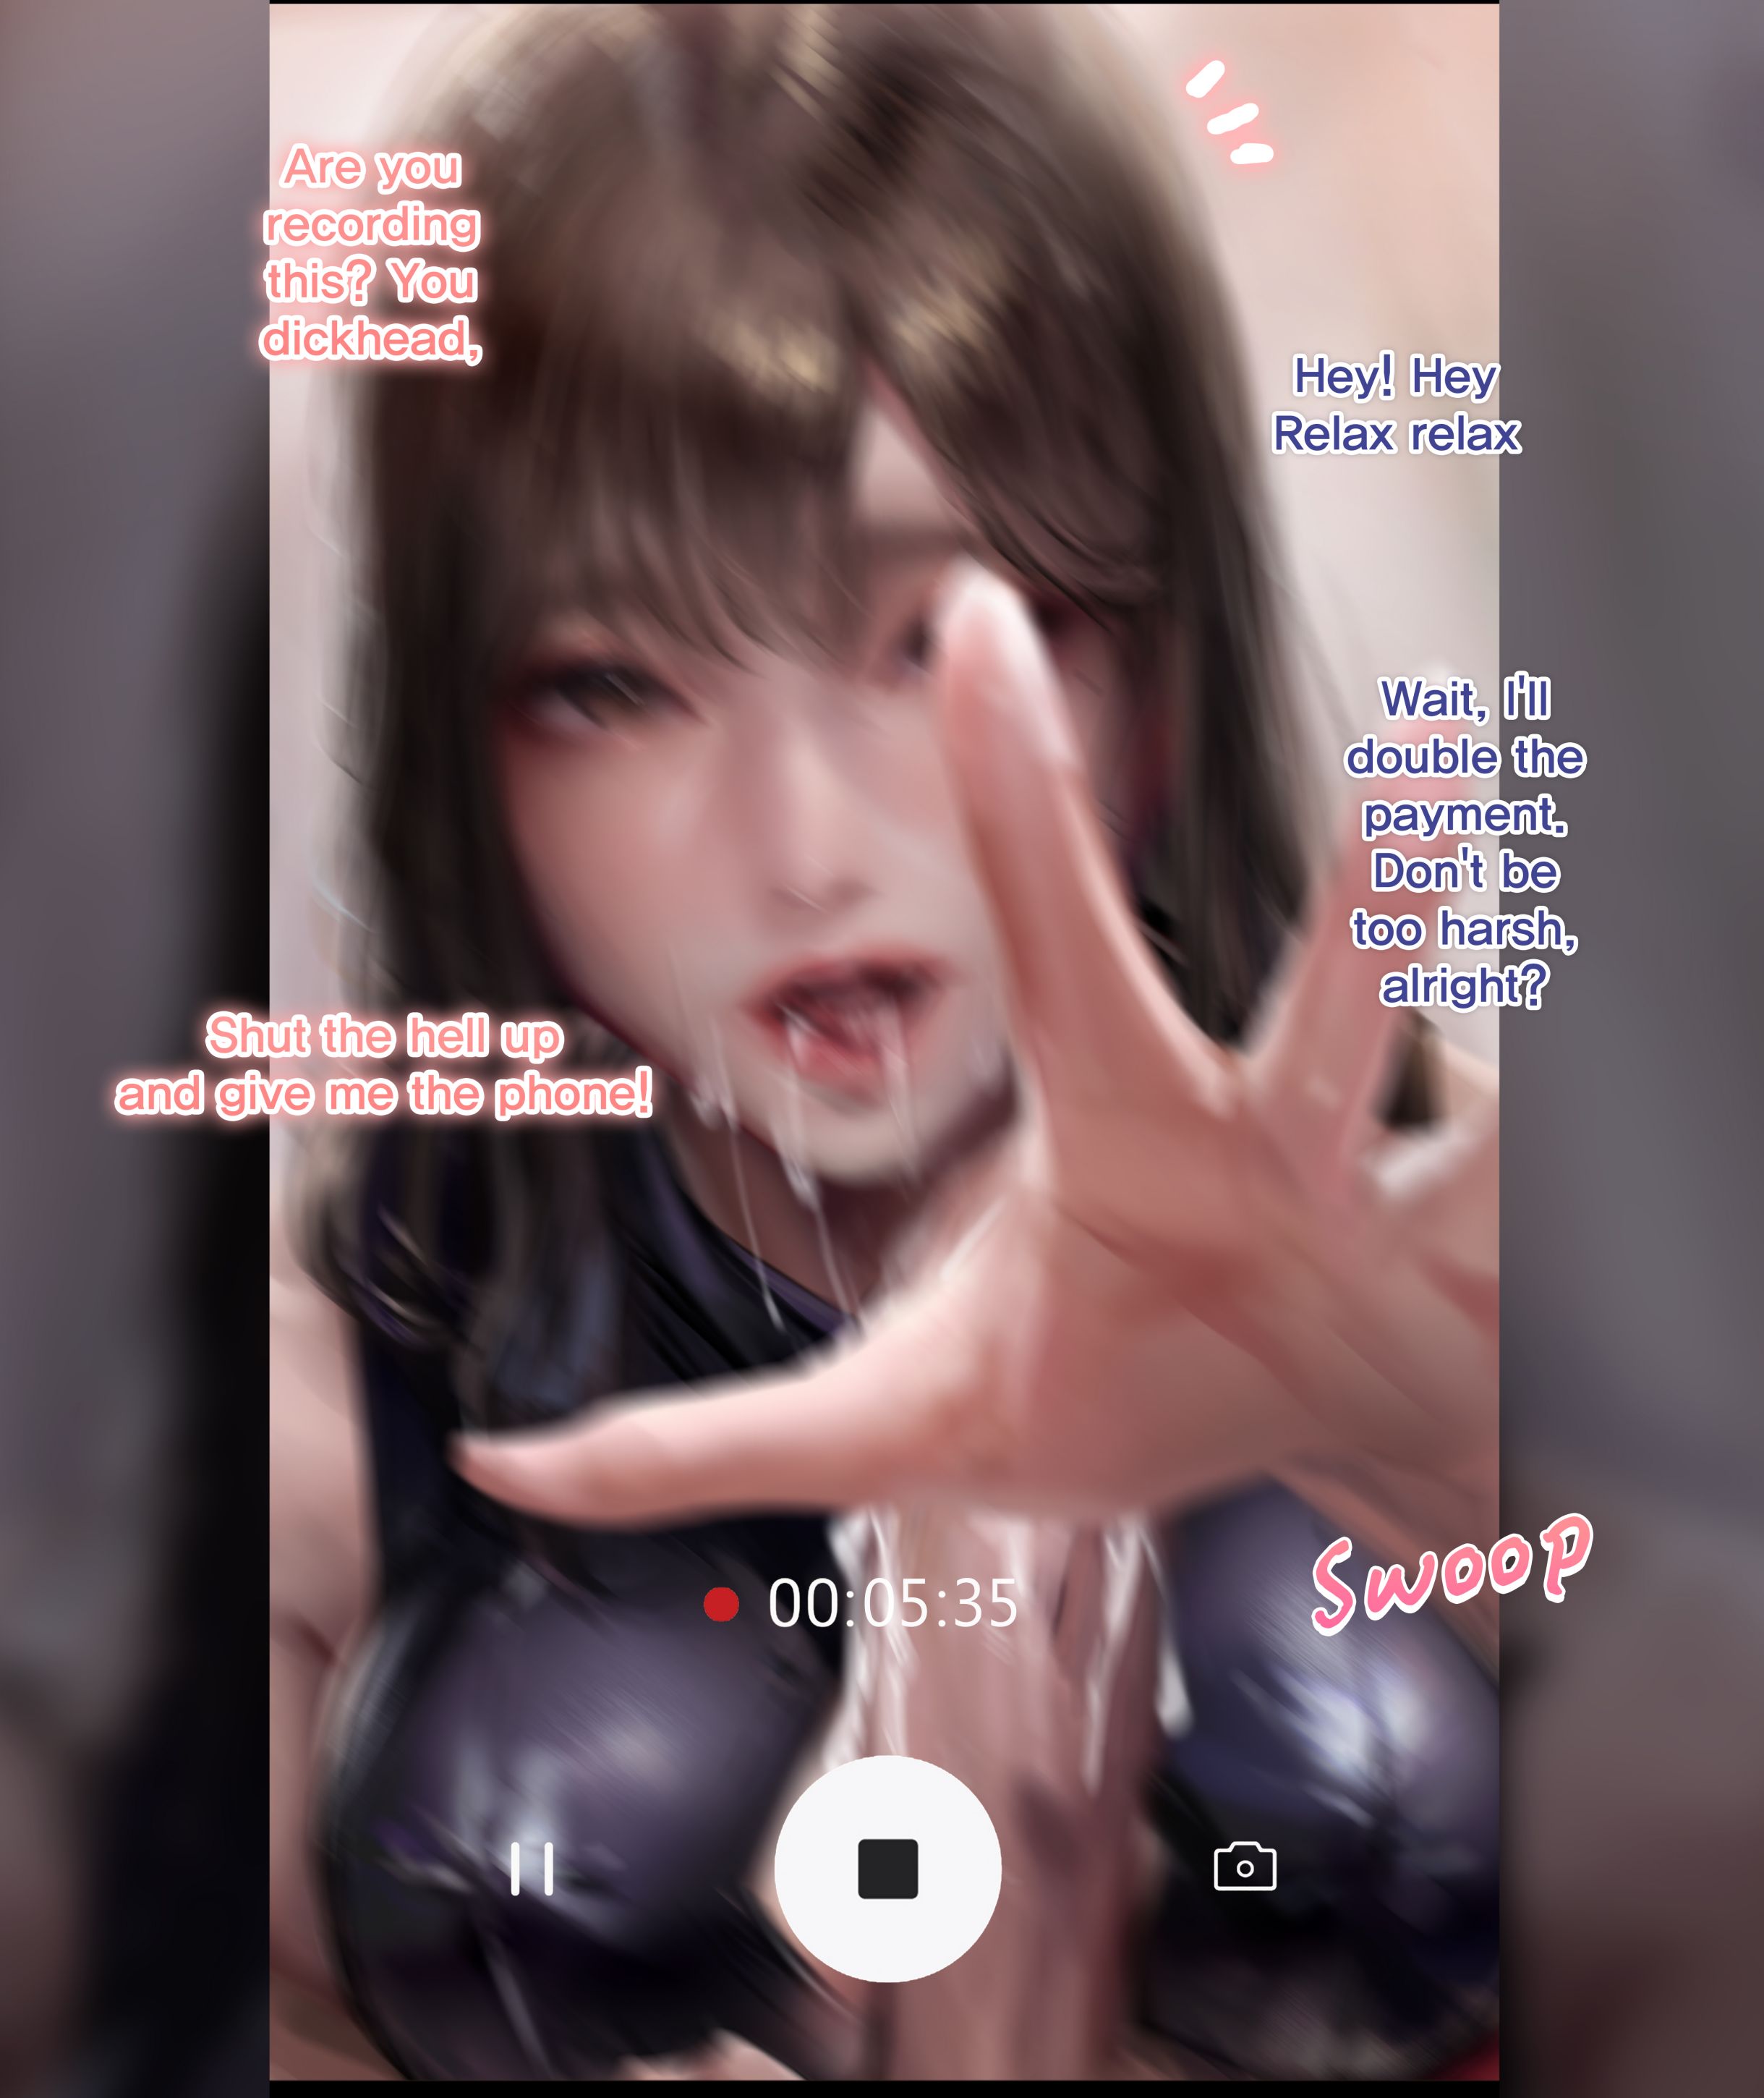 Are you
recording
this? You
dickhead,
Hey! Hey
Relax relax
Wait, I'll
double the
payment.
Don't be
too harsh,
alright?
Shut the hell up
and give me the phone!
Swoop
00:05:35